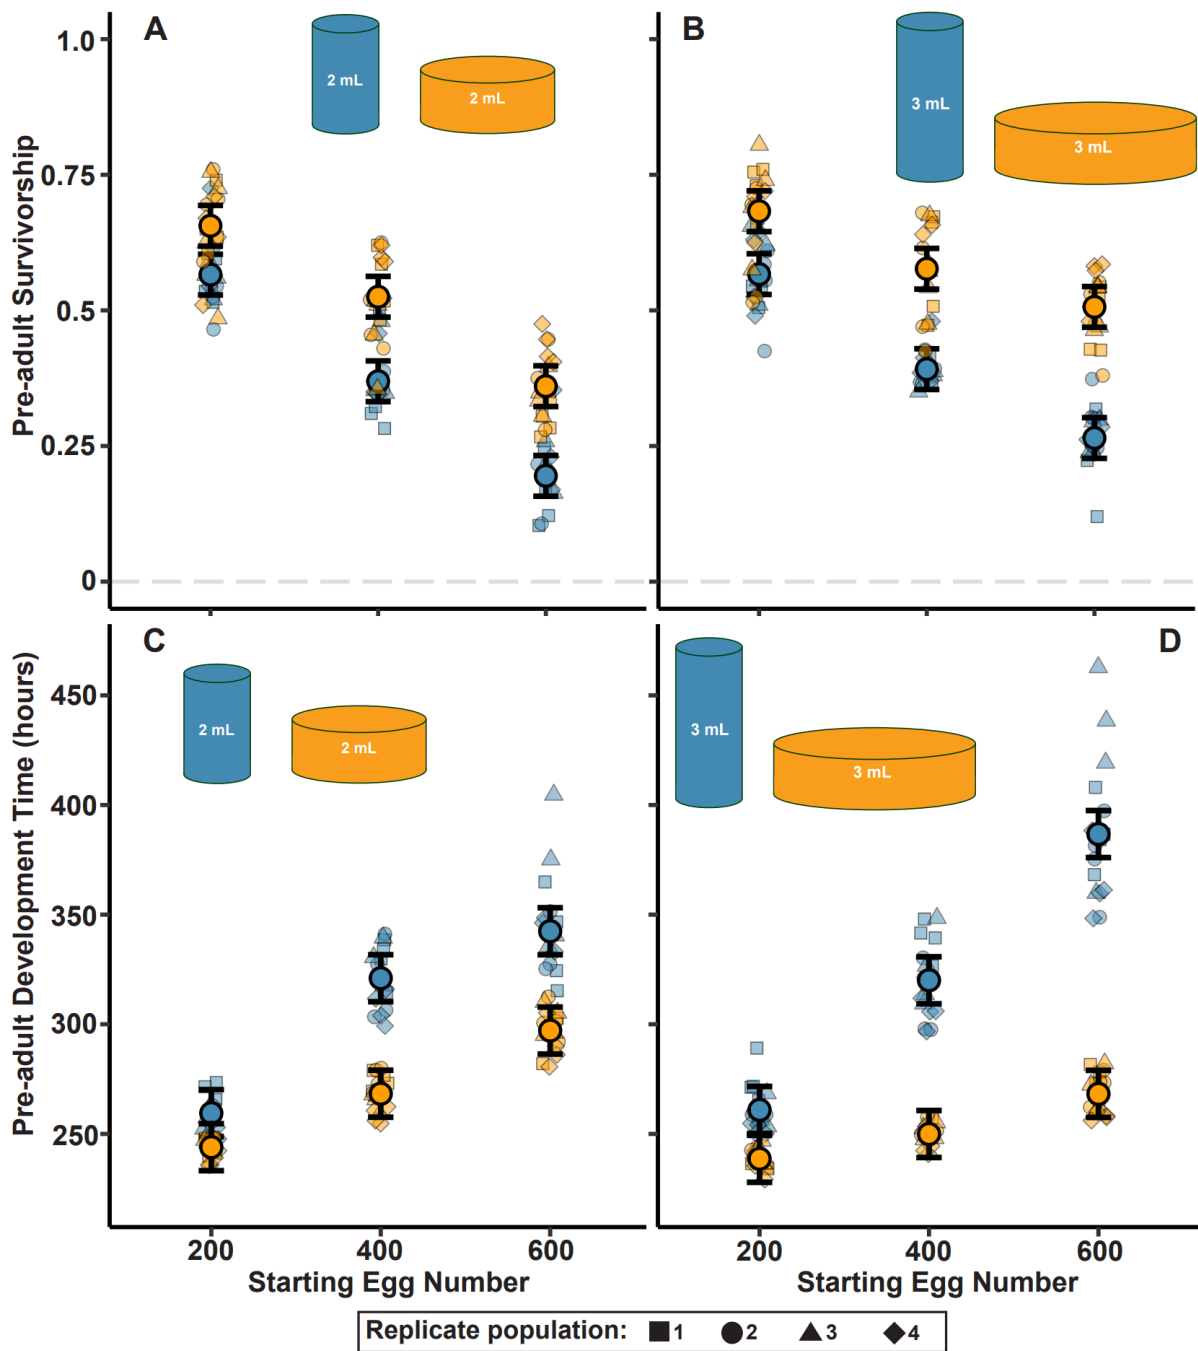 A
B
1.0
0.75
0.5
0.25
0
Pre-adult Survivorship
2 mL
2 mL
3 mL
3 mL
C
D
450
400
350
300
250
Pre-adult Development Time (hours)
2 mL
2 mL
3 mL
3 mL
200 400 600
200 400 600
Starting Egg Number
Starting Egg Number
Replicate population: 1 2 3 4